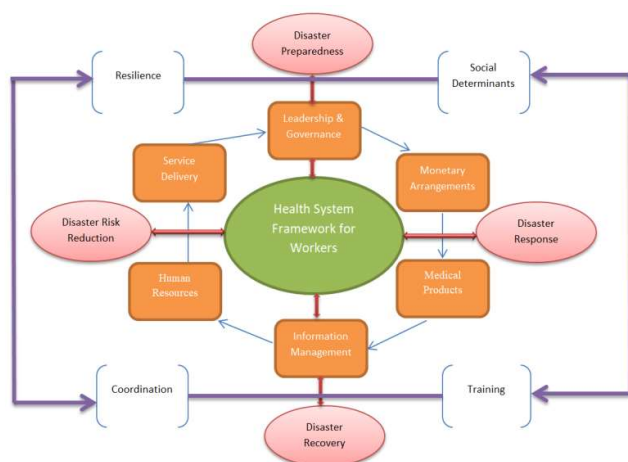 Disaster
Preparedness
Resilience
Social
Determinants
Leadership &
Governance
Service
Delivery
Monetary
Arrangements
Health System
Framework for
Workers
Disaster Risk
Reduction
Disaster
Response
Human
Resources
Medical
Products
Information
Management
Coordination
Training
Disaster
Recovery